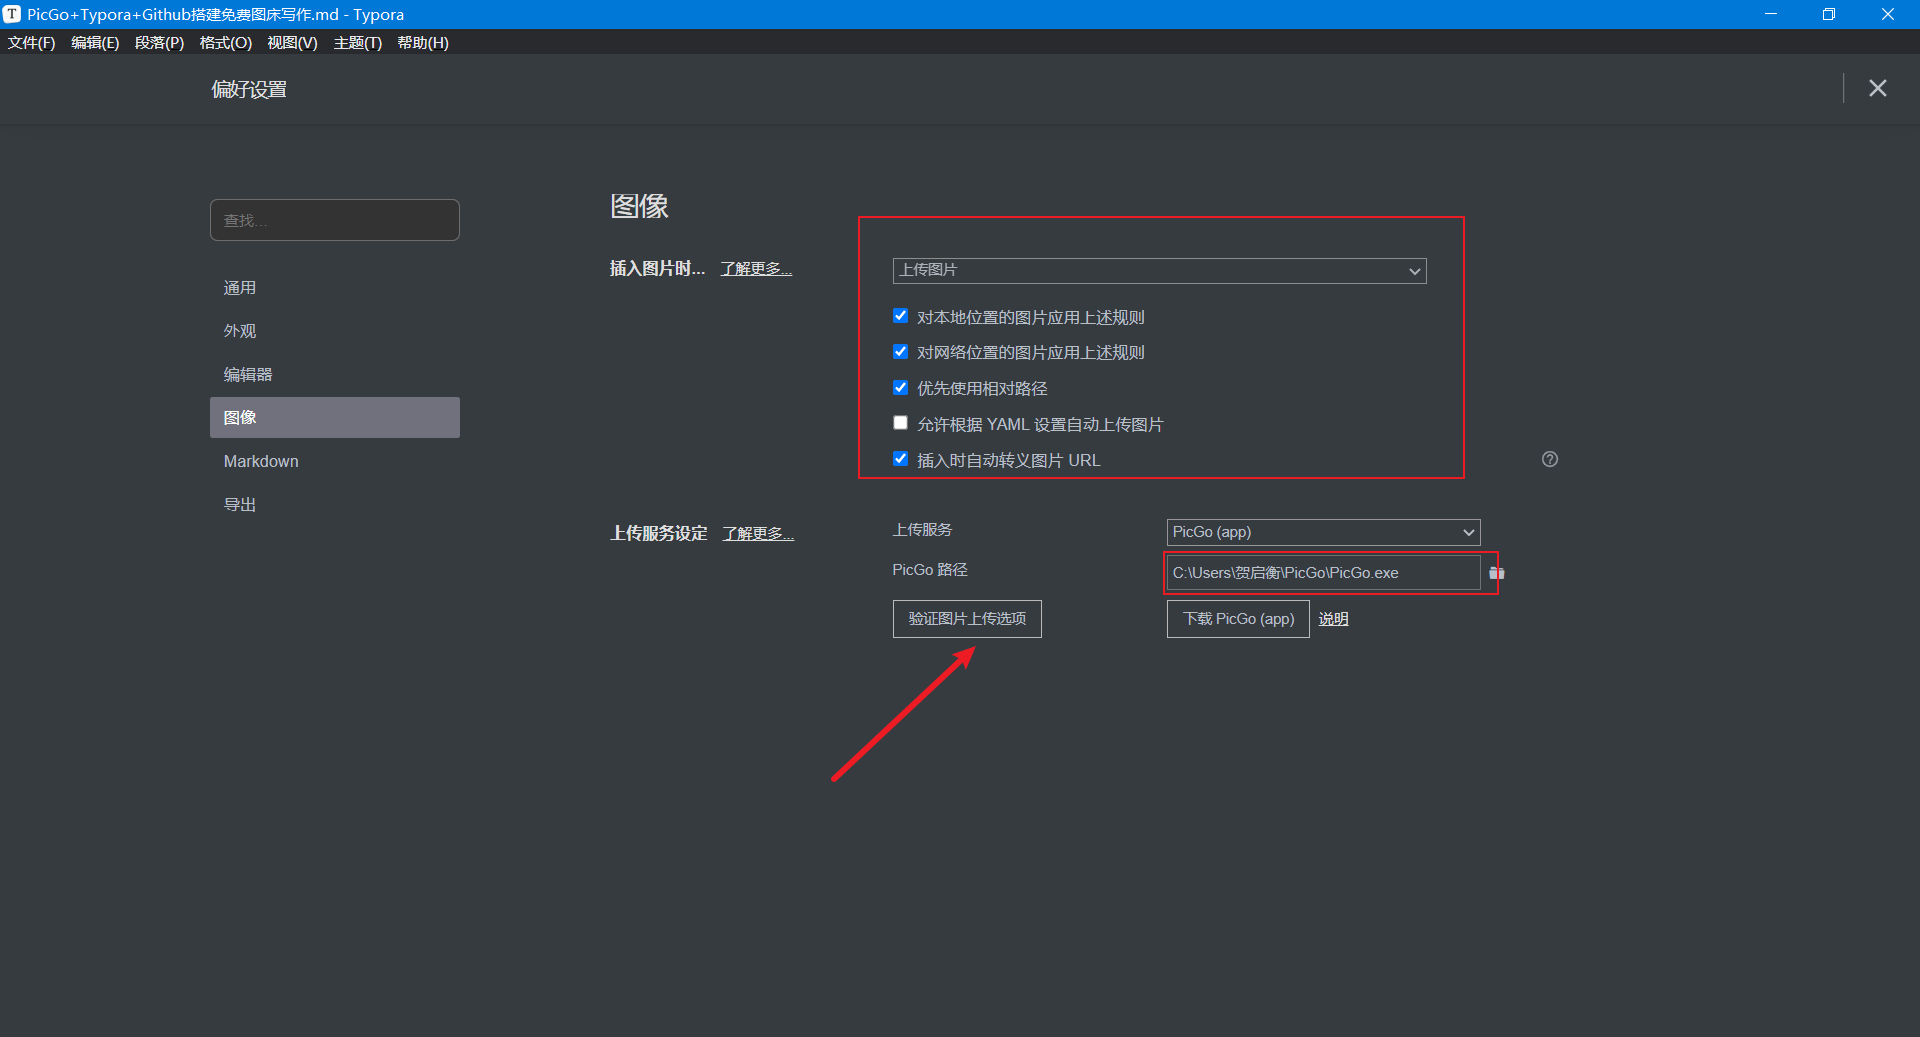 T PicGo+Typora+Github搭建免费图床写作.md - Typora
文件(F) 编辑(E) 段落(P) 格式(O) 视图(V) 主题(T) 帮助(H)
偏好设置
查找...
通用
外观
编辑器
图像
Markdown
导出
图像
插入图片时... 了解更多...
上传图片
对本地位置的图片应用上述规则
对网络位置的图片应用上述规则
优先使用相对路径
允许根据 YAML 设置自动上传图片
插入时自动转义图片 URL
上传服务设定 了解更多...
上传服务 PicGo (app)
PicGo 路径 C:\Users\贺启衡\PicGo\PicGo.exe
验证图片上传选项 下载 PicGo (app) 说明